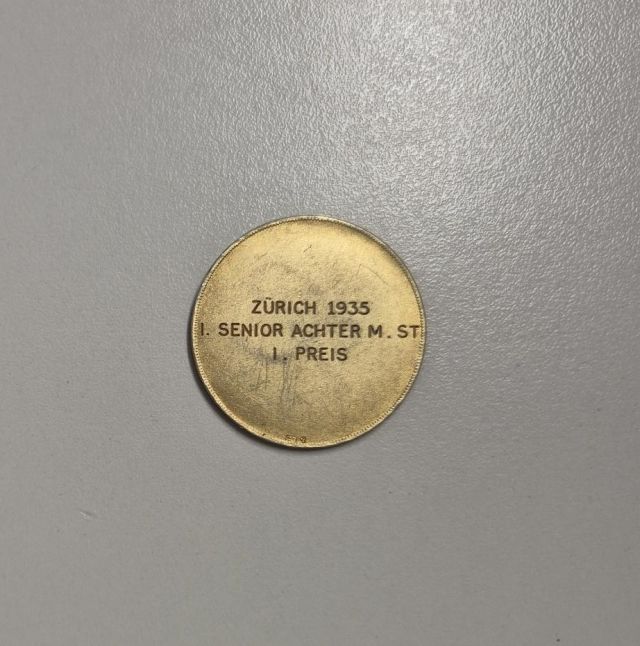 ZÜRICH 1935
I. SENIOR ACHTER M. ST
I. PREIS